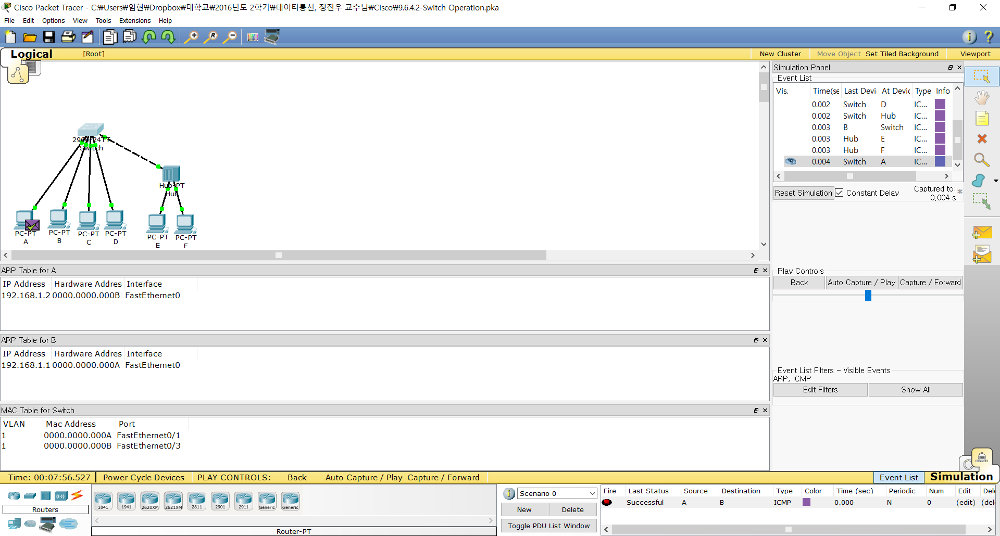 Cisco Packet Tracer - C:₩Users₩임현₩Dropbox₩대학교₩2016년도 2학기₩데이터통신, 정진우 교수님₩Cisco₩9.6.4.2-Switch Operation.pka
File Edit Options View Tools Extensions Help
Logical [Root] New Cluster Move Object Set Tiled Background Viewport
Simulation Panel
Event List
Vis. Time(se Last Devi At Devic Type Info
0.002 Switch D IC...
0.002 Switch Hub IC...
0.003 B Switch IC...
0.003 Hub E IC...
0.003 Hub F IC...
0.004 Switch A IC...
Reset Simulation Constant Delay Captured to:
0.004 s
2960-24TT
Switch
Hub-PT
Hub
PC-PT
A
PC-PT
B
PC-PT
C
PC-PT
D
PC-PT
E
PC-PT
F
Play Controls
Back Auto Capture / Play Capture / Forward
Event List Filters - Visible Events
ARP, ICMP
Edit Filters Show All
ARP Table for A
IP Address Hardware Addres Interface
192.168.1.2 0000.0000.000B FastEthernet0
ARP Table for B
IP Address Hardware Addres Interface
192.168.1.1 0000.0000.000A FastEthernet0
MAC Table for Switch
VLAN Mac Address Port
1 0000.0000.000A FastEthernet0/1
1 0000.0000.000B FastEthernet0/3
Time: 00:07:56.527 Power Cycle Devices PLAY CONTROLS: Back Auto Capture / Play Capture / Forward Event List Simulation
Routers
1841 1941 2620XM 2621XM 2811 2901 2911 Generic Generic
Router-PT
Scenario 0
New Delete
Toggle PDU List Window
Fire Last Status Source Destination Type Color Time (sec) Periodic Num Edit Dele
Successful A B ICMP 0.000 N 0 (edit) (del